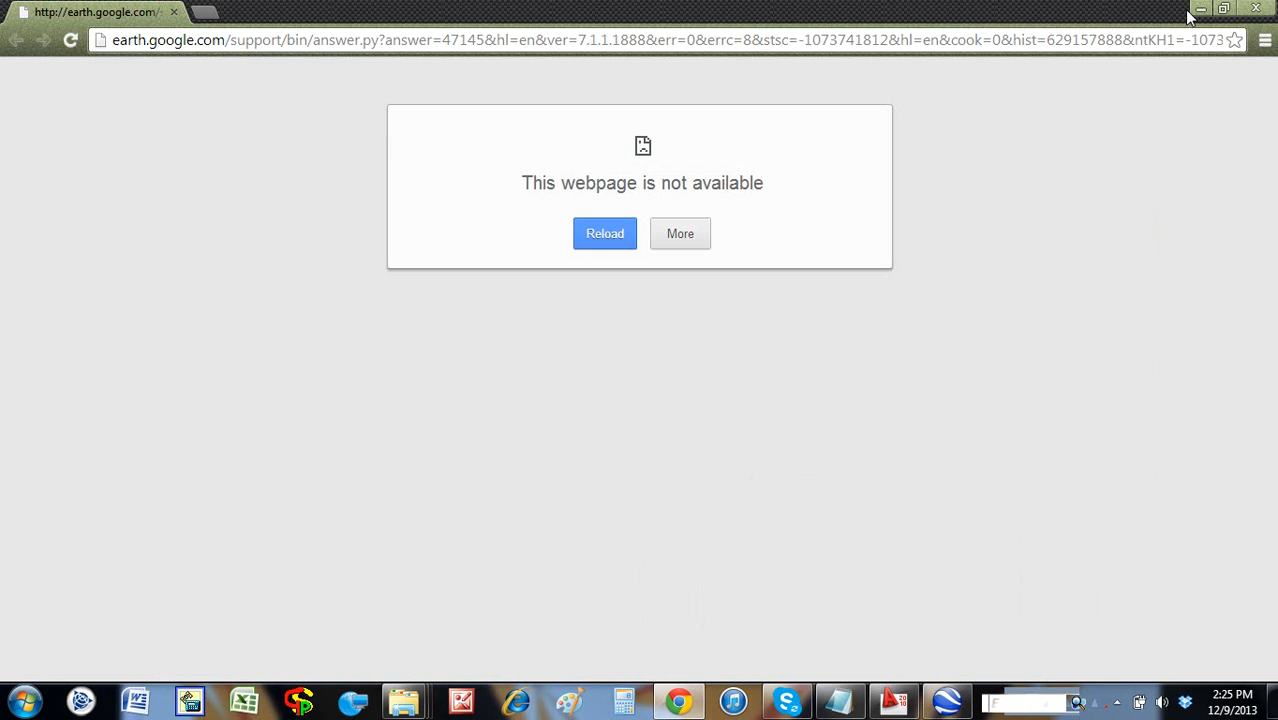 http://earth.google.com/
earth.google.com/support/bin/answer.py?answer=47145&hl=en&ver=7.1.1.1888&err=0&errc=8&stsc=-1073741812&hl=en&cook=0&hist=629157888&ntKH1=-1073
This webpage is not available
Reload
More
2:25 PM
12/9/2013